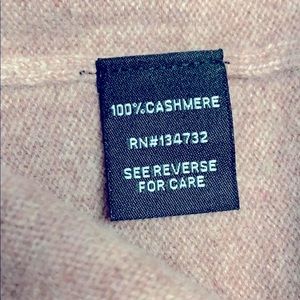 100%CASHMERE
RN#134732
SEE REVERSE
FOR CARE